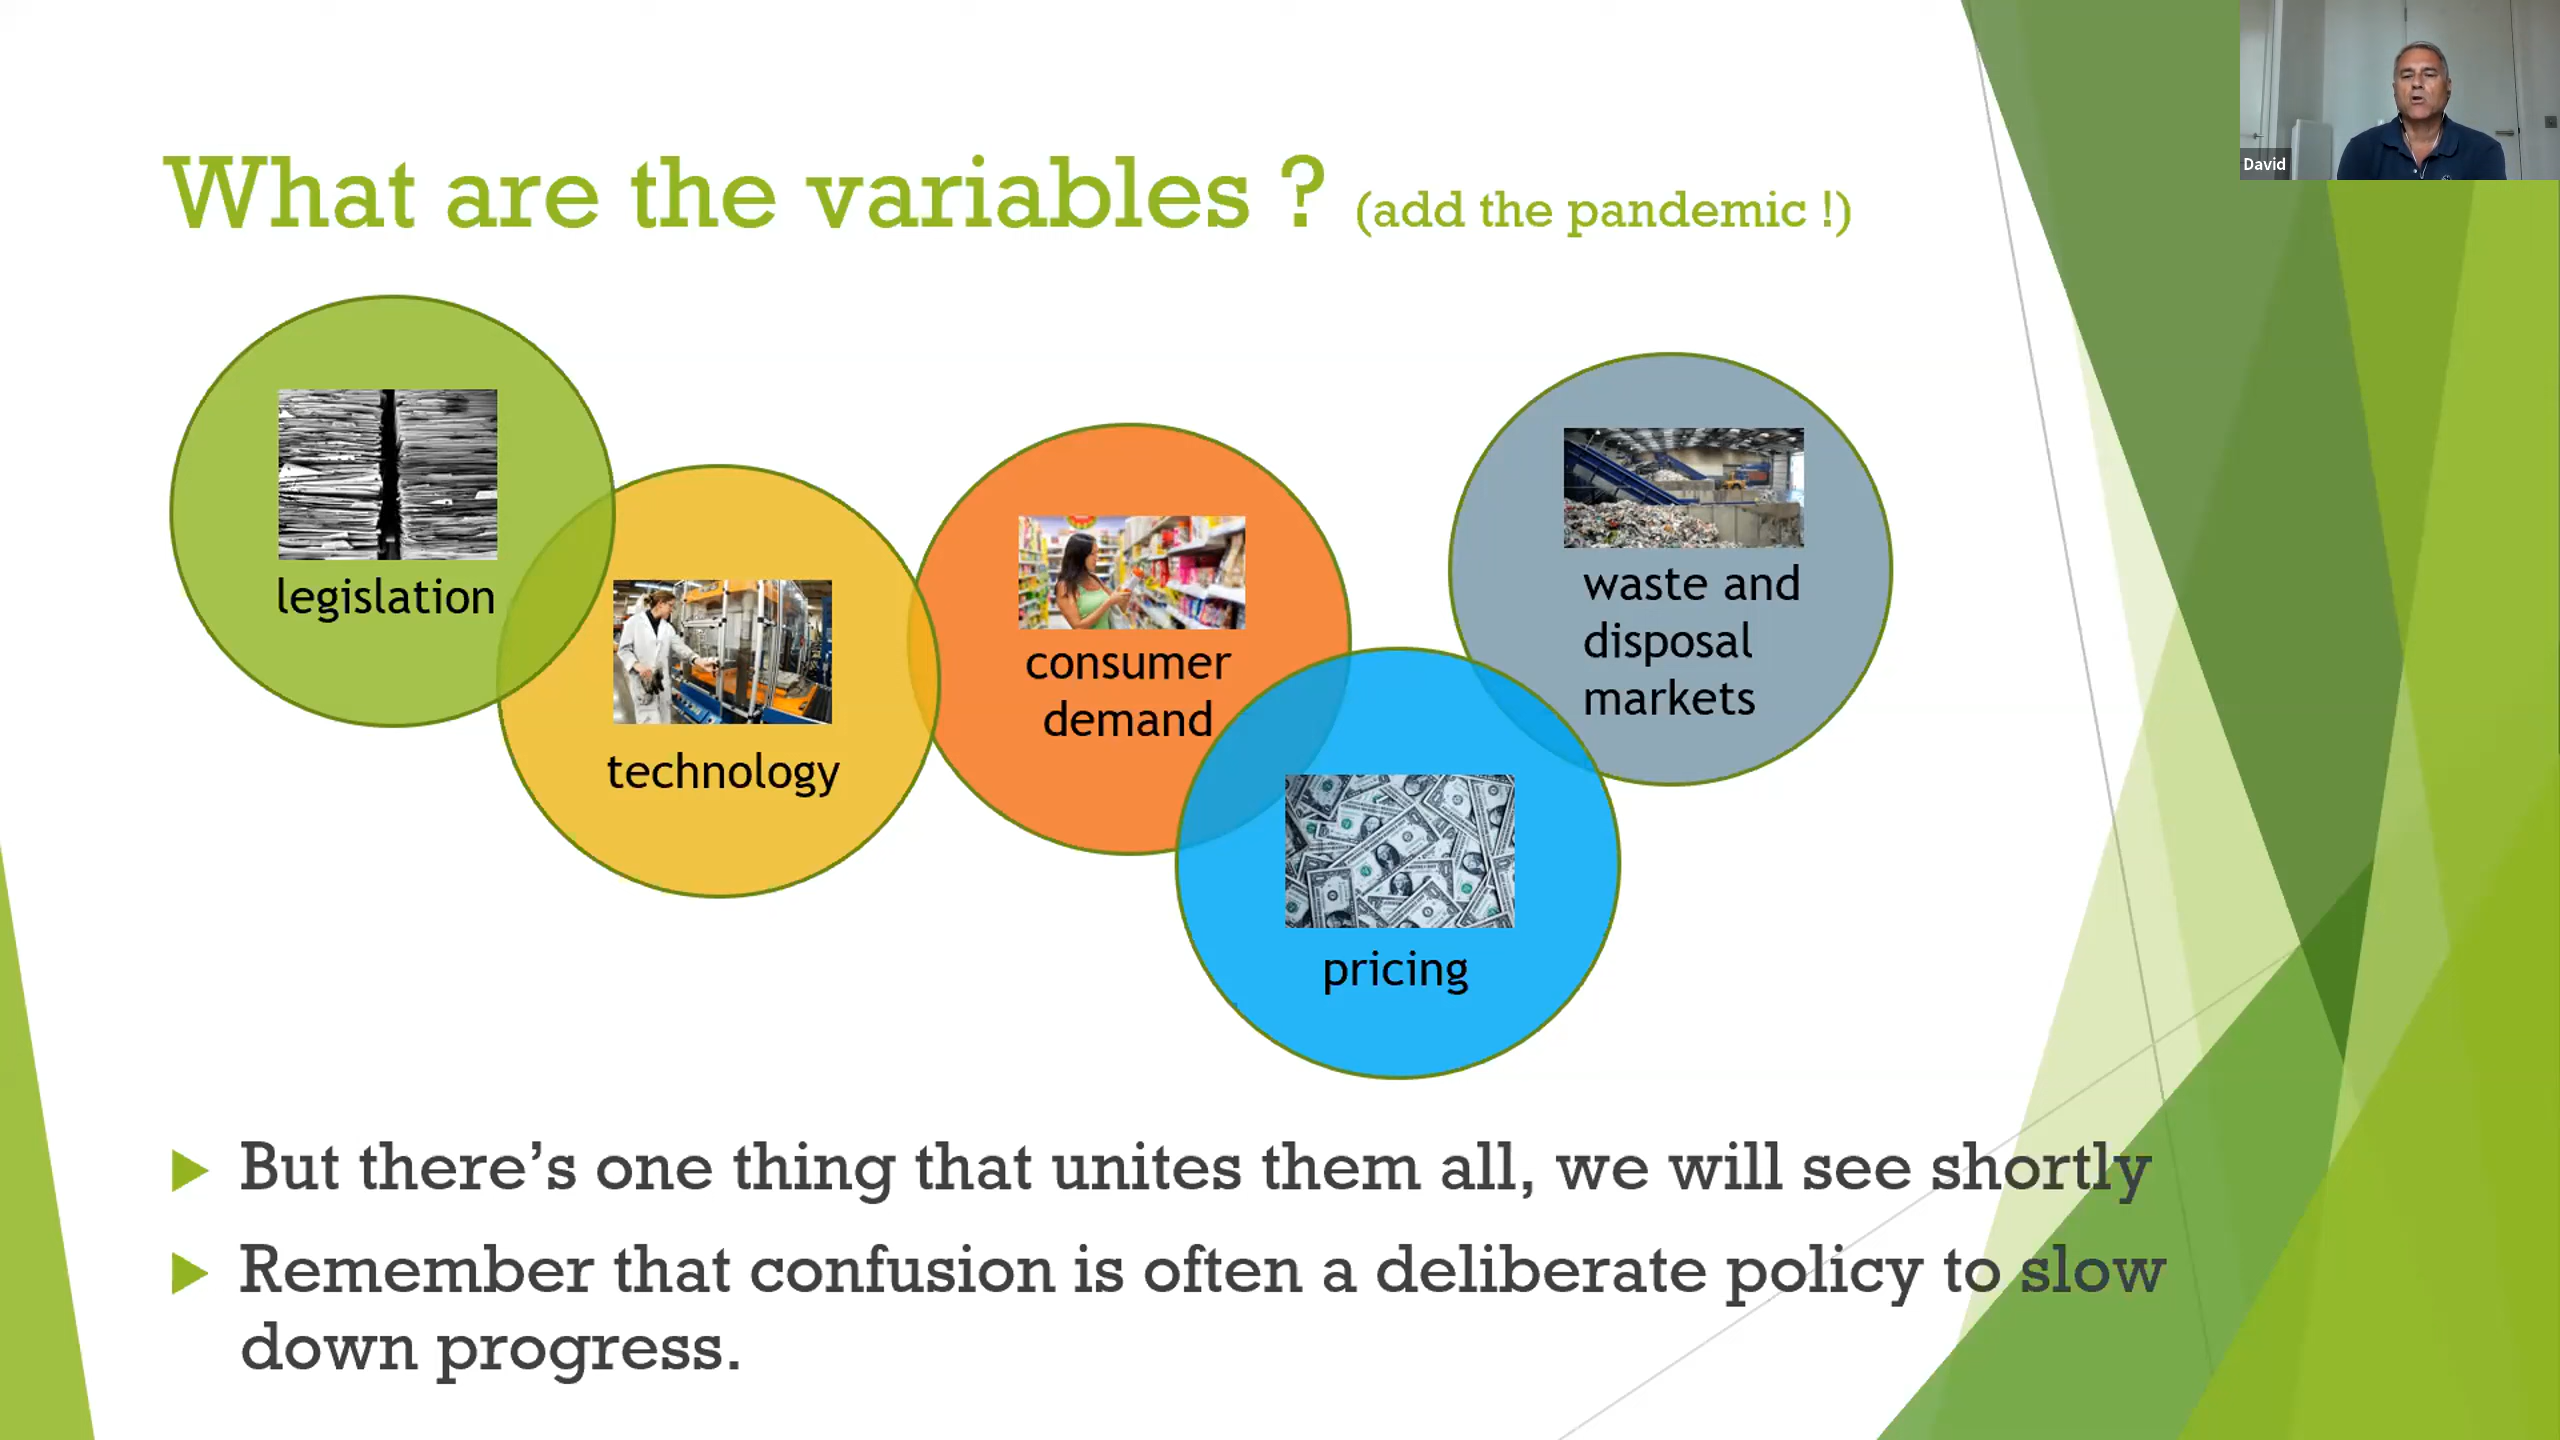 What are the variables ? (add the pandemic !)
David
legislation
technology
consumer
demand
waste and
disposal
markets
pricing
But there’s one thing that unites them all, we will see shortly
Remember that confusion is often a deliberate policy to slow
down progress.